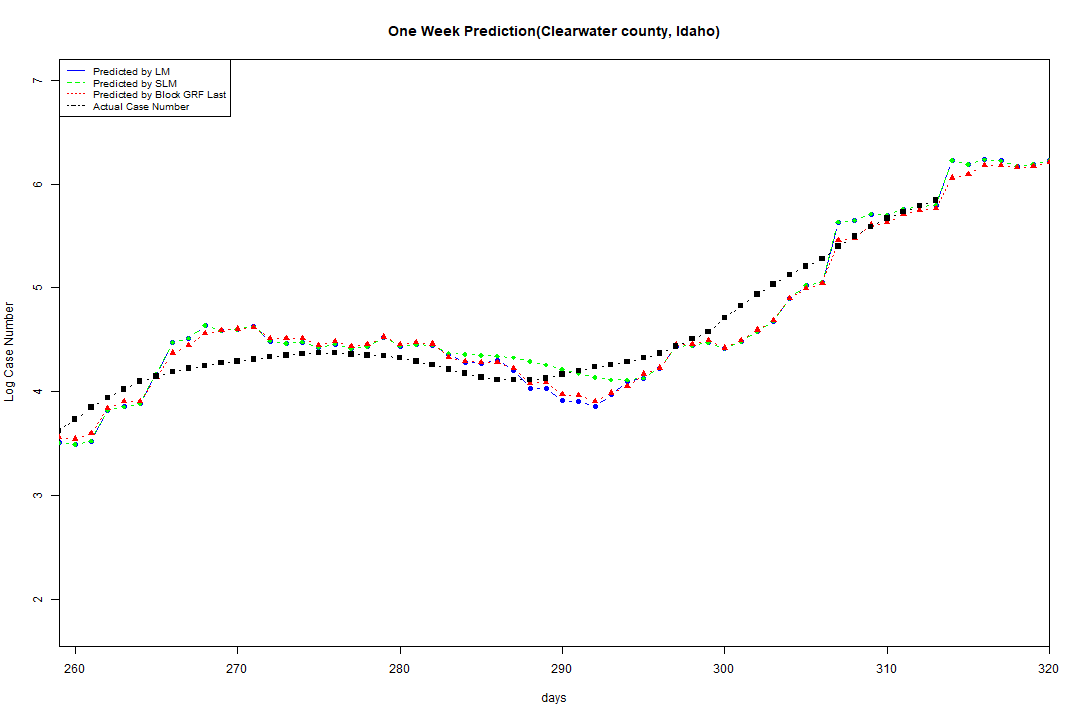 One Week Prediction(Clearwater county, Idaho)
Predicted by LM
Predicted by SLM
Predicted by Block GRF Last
Actual Case Number
7
6
5
4
3
2
Log Case Number
260 270 280 290 300 310 320
days